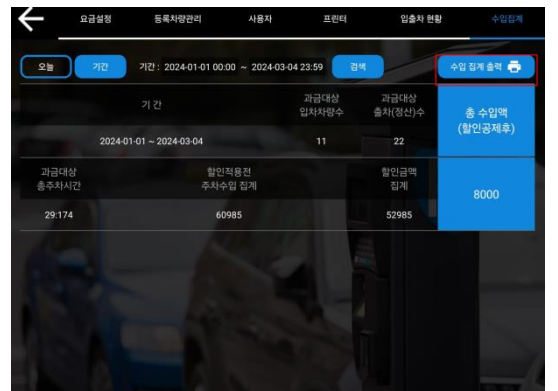 요금설정 등록차량관리 사용자 프린터 입출차 현황 수입집계
오늘 기간 기간 : 2024-01-01 00:00 ~ 2024-03-04 23:59 검색 수입 집계 출력
기 간
과금대상
입차차량수
과금대상
출차(정산)수
총 수입액
(할인공제후)
2024-01-01 ~ 2024-03-04 11 22
과금대상
총주차시간
할인적용전
주차수입 집계
할인금액
집계
8000
29:174 60985 52985